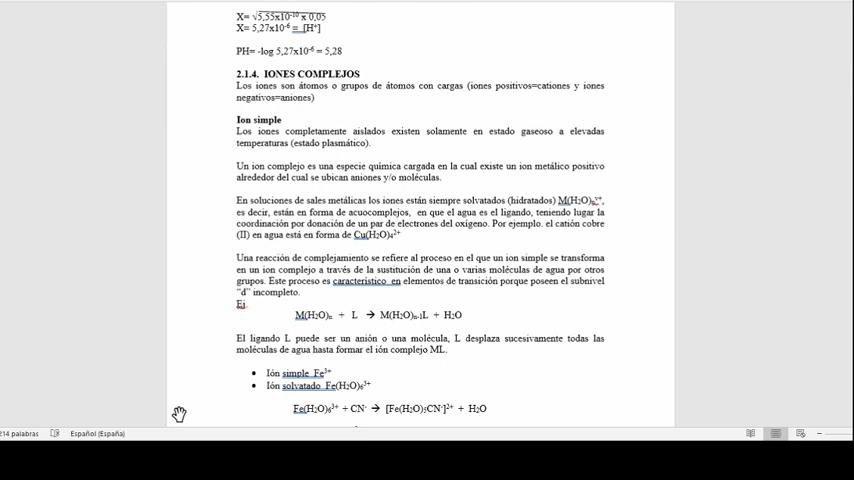 X= √5,55x10⁻¹⁰ x 0,05
X= 5,27x10⁻⁶ = [H⁺]
PH= -log 5,27x10⁻⁶ = 5,28
2.1.4. IONES COMPLEJOS
Los iones son átomos o grupos de átomos con cargas (iones positivos=cationes y iones
negativos=aniones)
Ion simple
Los iones completamente aislados existen solamente en estado gaseoso a elevadas
temperaturas (estado plasmático).
Un ion complejo es una especie química cargada en la cual existe un ion metálico positivo
alrededor del cual se ubican aniones y/o moléculas.
En soluciones de sales metálicas los iones están siempre solvatados (hidratados) M(H2O)ₙʸ⁺,
es decir, están en forma de acuocomplejos, en que el agua es el ligando, teniendo lugar la
coordinación por donación de un par de electrones del oxígeno. Por ejemplo. el catión cobre
(II) en agua está en forma de Cu(H2O)₄²⁺
Una reacción de complejamiento se refiere al proceso en el que un ion simple se transforma
en un ion complejo a través de la sustitución de una o varias moléculas de agua por otros
grupos. Este proceso es característico en elementos de transición porque poseen el subnivel
“d” incompleto.
Ej.
M(H2O)ₙ + L → M(H2O)ₙ₋₁L + H2O
El ligando L puede ser un anión o una molécula, L desplaza sucesivamente todas las
moléculas de agua hasta formar el ión complejo ML.
• Ión simple Fe³⁺
• Ión solvatado Fe(H2O)₆³⁺
Fe(H2O)₆³⁺ + CN⁻ → [Fe(H2O)₅CN⁻]²⁺ + H2O
214 palabras Español (España)